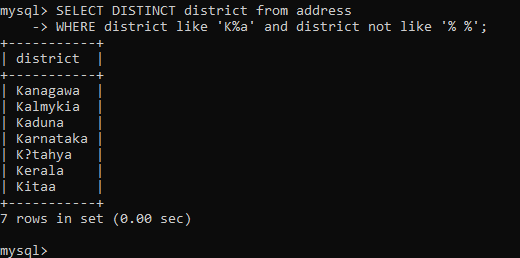 mysql> SELECT DISTINCT district from address
    -> WHERE district like 'K%a' and district not like '% %';
+-----------+
| district  |
+-----------+
| Kanagawa  |
| Kalmykia  |
| Kaduna    |
| Karnataka |
| K?tahya   |
| Kerala    |
| Kitaa     |
+-----------+
7 rows in set (0.00 sec)
mysql>